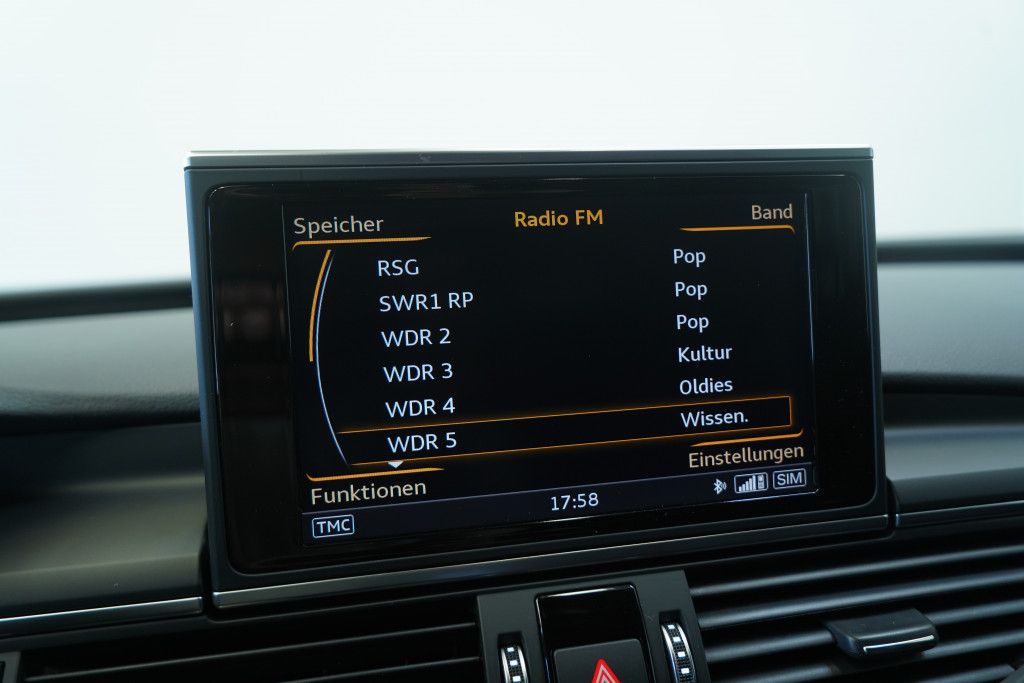 Speicher Radio FM Band
RSG Pop
SWR1 RP Pop
WDR 2 Pop
WDR 3 Kultur
WDR 4 Oldies
WDR 5 Wissen.
Funktionen Einstellungen
TMC 17:58 SIM